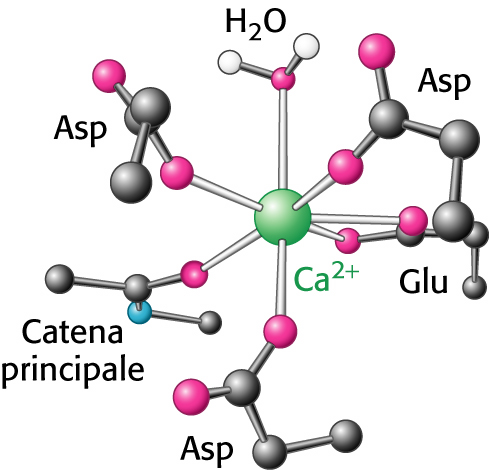 H₂O
Asp
Asp
Ca²⁺
Glu
Catena
principale
Asp